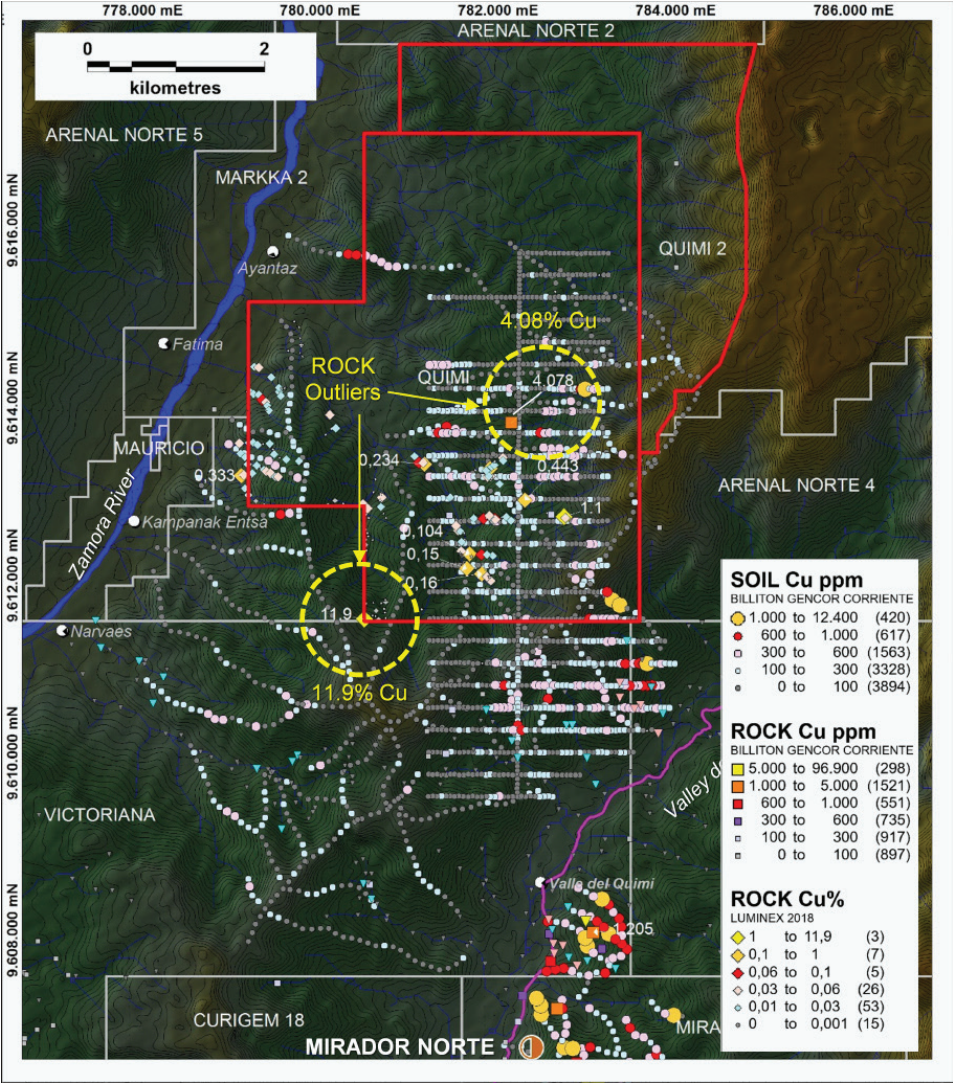 778.000 mE
780.000 mE
782.000 mE
784.000 mE
786.000 mE
0 2
kilometres
ARENAL NORTE 2
ARENAL NORTE 5
MARKKA 2
9.616.000 mN
QUIMI 2
Ayantaz
4.08% Cu
Fatima
ROCK
Outliers
QUIMI
4.078
9.614.000 mN
MAURICIO
0,234
0.443
0,333
ARENAL NORTE 4
1.1
Kampanak Entsa
0,104
Zamora River
0,15
0,16
9.612.000 mN
11,9
Narvaes
11.9% Cu
9.610.000 mN
Valley de
VICTORIANA
Valle del Quimi
1,205
9.608.000 mN
CURIGEM 18
MIRA
MIRADOR NORTE
SOIL Cu ppm
BILLITON GENCOR CORRIENTE
1.000 to 12.400 (420)
600 to 1.000 (617)
300 to 600 (1563)
100 to 300 (3328)
0 to 100 (3894)
ROCK Cu ppm
BILLITON GENCOR CORRIENTE
5.000 to 96.900 (298)
1.000 to 5.000 (1521)
600 to 1.000 (551)
300 to 600 (735)
100 to 300 (917)
0 to 100 (897)
ROCK Cu%
LUMINEX 2018
1 to 11,9 (3)
0,1 to 1 (7)
0,06 to 0,1 (5)
0,03 to 0,06 (26)
0,01 to 0,03 (53)
0 to 0,001 (15)